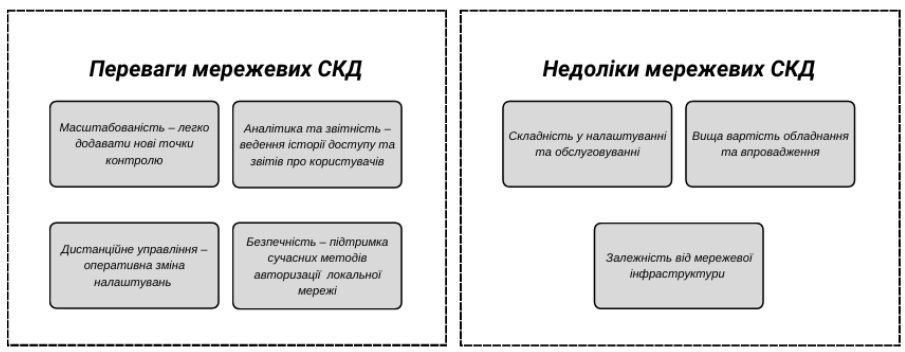 Переваги мережевих СКД
Масштабованість – легко
додавати нові точки
контролю
Аналітика та звітність –
ведення історії доступу та
звітів про користувачів
Дистанційне управління –
оперативна зміна
налаштувань
Безпечність – підтримка
сучасних методів
авторизації локальної
мережі
Недоліки мережевих СКД
Складність у налаштуванні
та обслуговуванні
Вища вартість обладнання
та впровадження
Залежність від мережевої
інфраструктури